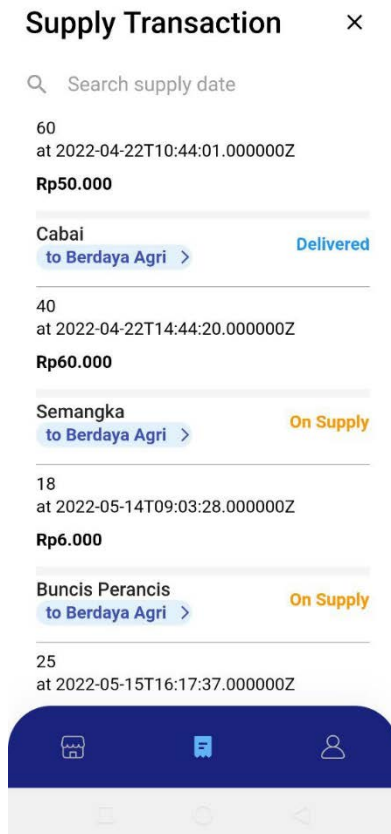 Supply Transaction
Search supply date
60
at 2022-04-22T10:44:01.000000Z
Rp50.000
Cabai
to Berdaya Agri
Delivered
40
at 2022-04-22T14:44:20.000000Z
Rp60.000
Semangka
to Berdaya Agri
On Supply
18
at 2022-05-14T09:03:28.000000Z
Rp6.000
Buncis Perancis
to Berdaya Agri
On Supply
25
at 2022-05-15T16:17:37.000000Z